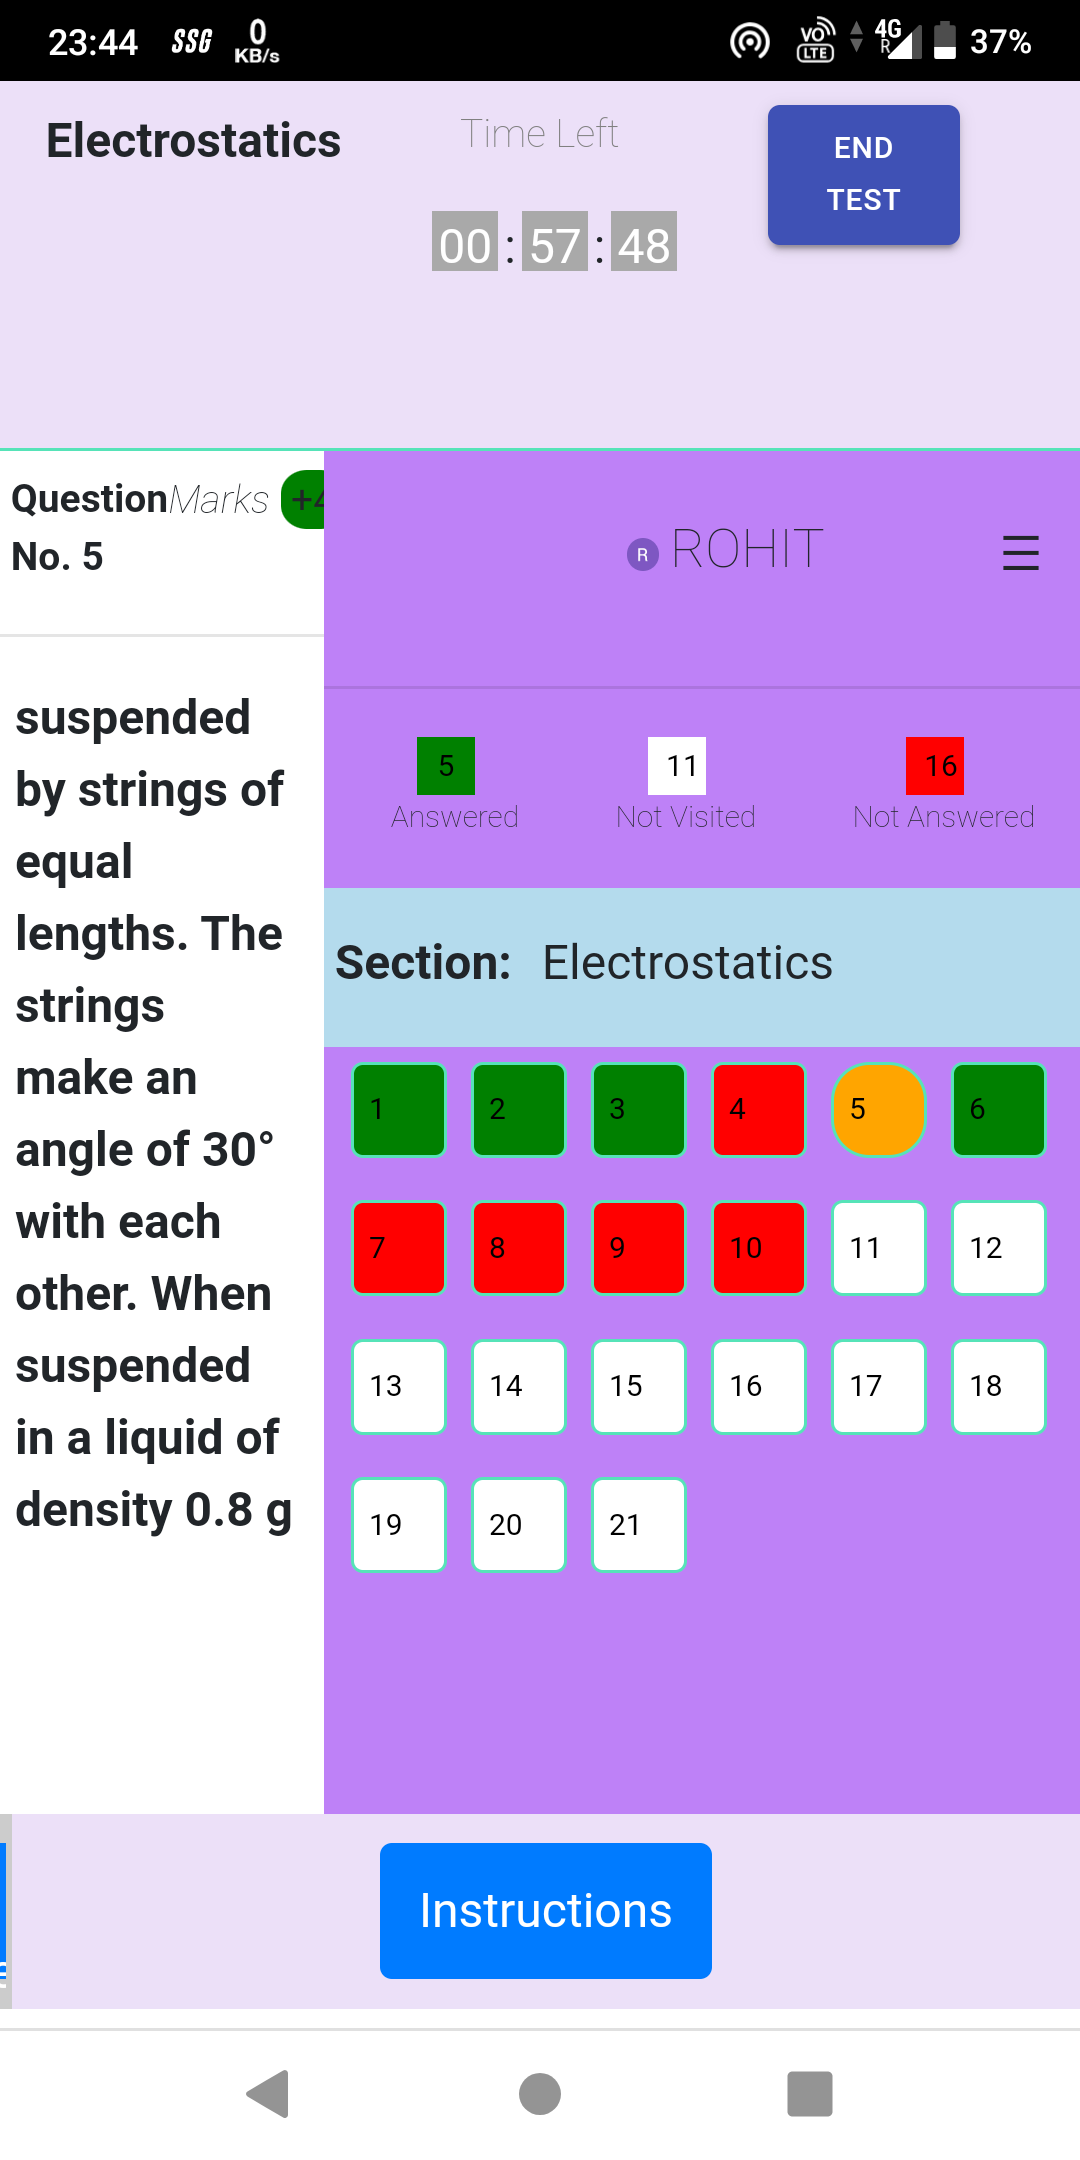 23:44 SSG 0 KB/s VO LTE 4G R 37%
Electrostatics
Time Left
END
TEST
00 : 57 : 48
Question Marks +4
No. 5
R ROHIT
suspended
by strings of
equal
lengths. The
strings
make an
angle of 30°
with each
other. When
suspended
in a liquid of
density 0.8 g
5 11 16
Answered Not Visited Not Answered
Section: Electrostatics
1 2 3 4 5 6
7 8 9 10 11 12
13 14 15 16 17 18
19 20 21
Instructions